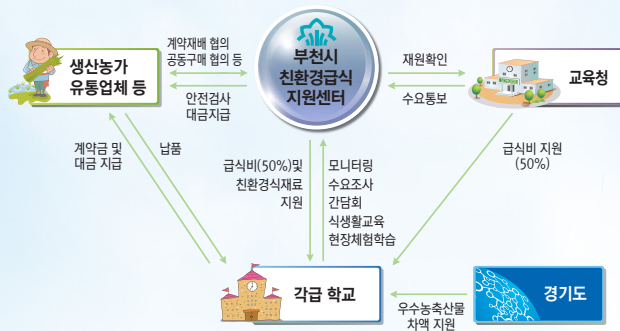 부천시
친환경급식
지원센터
계약재배 협의
공동구매 협의 등
안전검사
대금지급
생산농가
유통업체 등
재원확인
수요통보
교육청
계약금 및
대금 지급
납품
급식비(50%)및
친환경식재료
지원
모니터링
수요조사
간담회
식생활교육
현장체험학습
급식비 지원
(50%)
각급 학교
우수농축산물
차액 지원
경기도